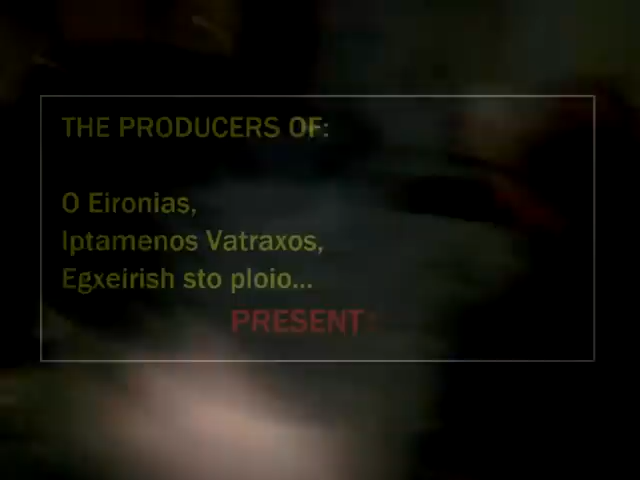 THE PRODUCERS OF:
O Eironias,
Iptamenos Vatraxos,
Egxeirish sto ploio...
PRESENT: